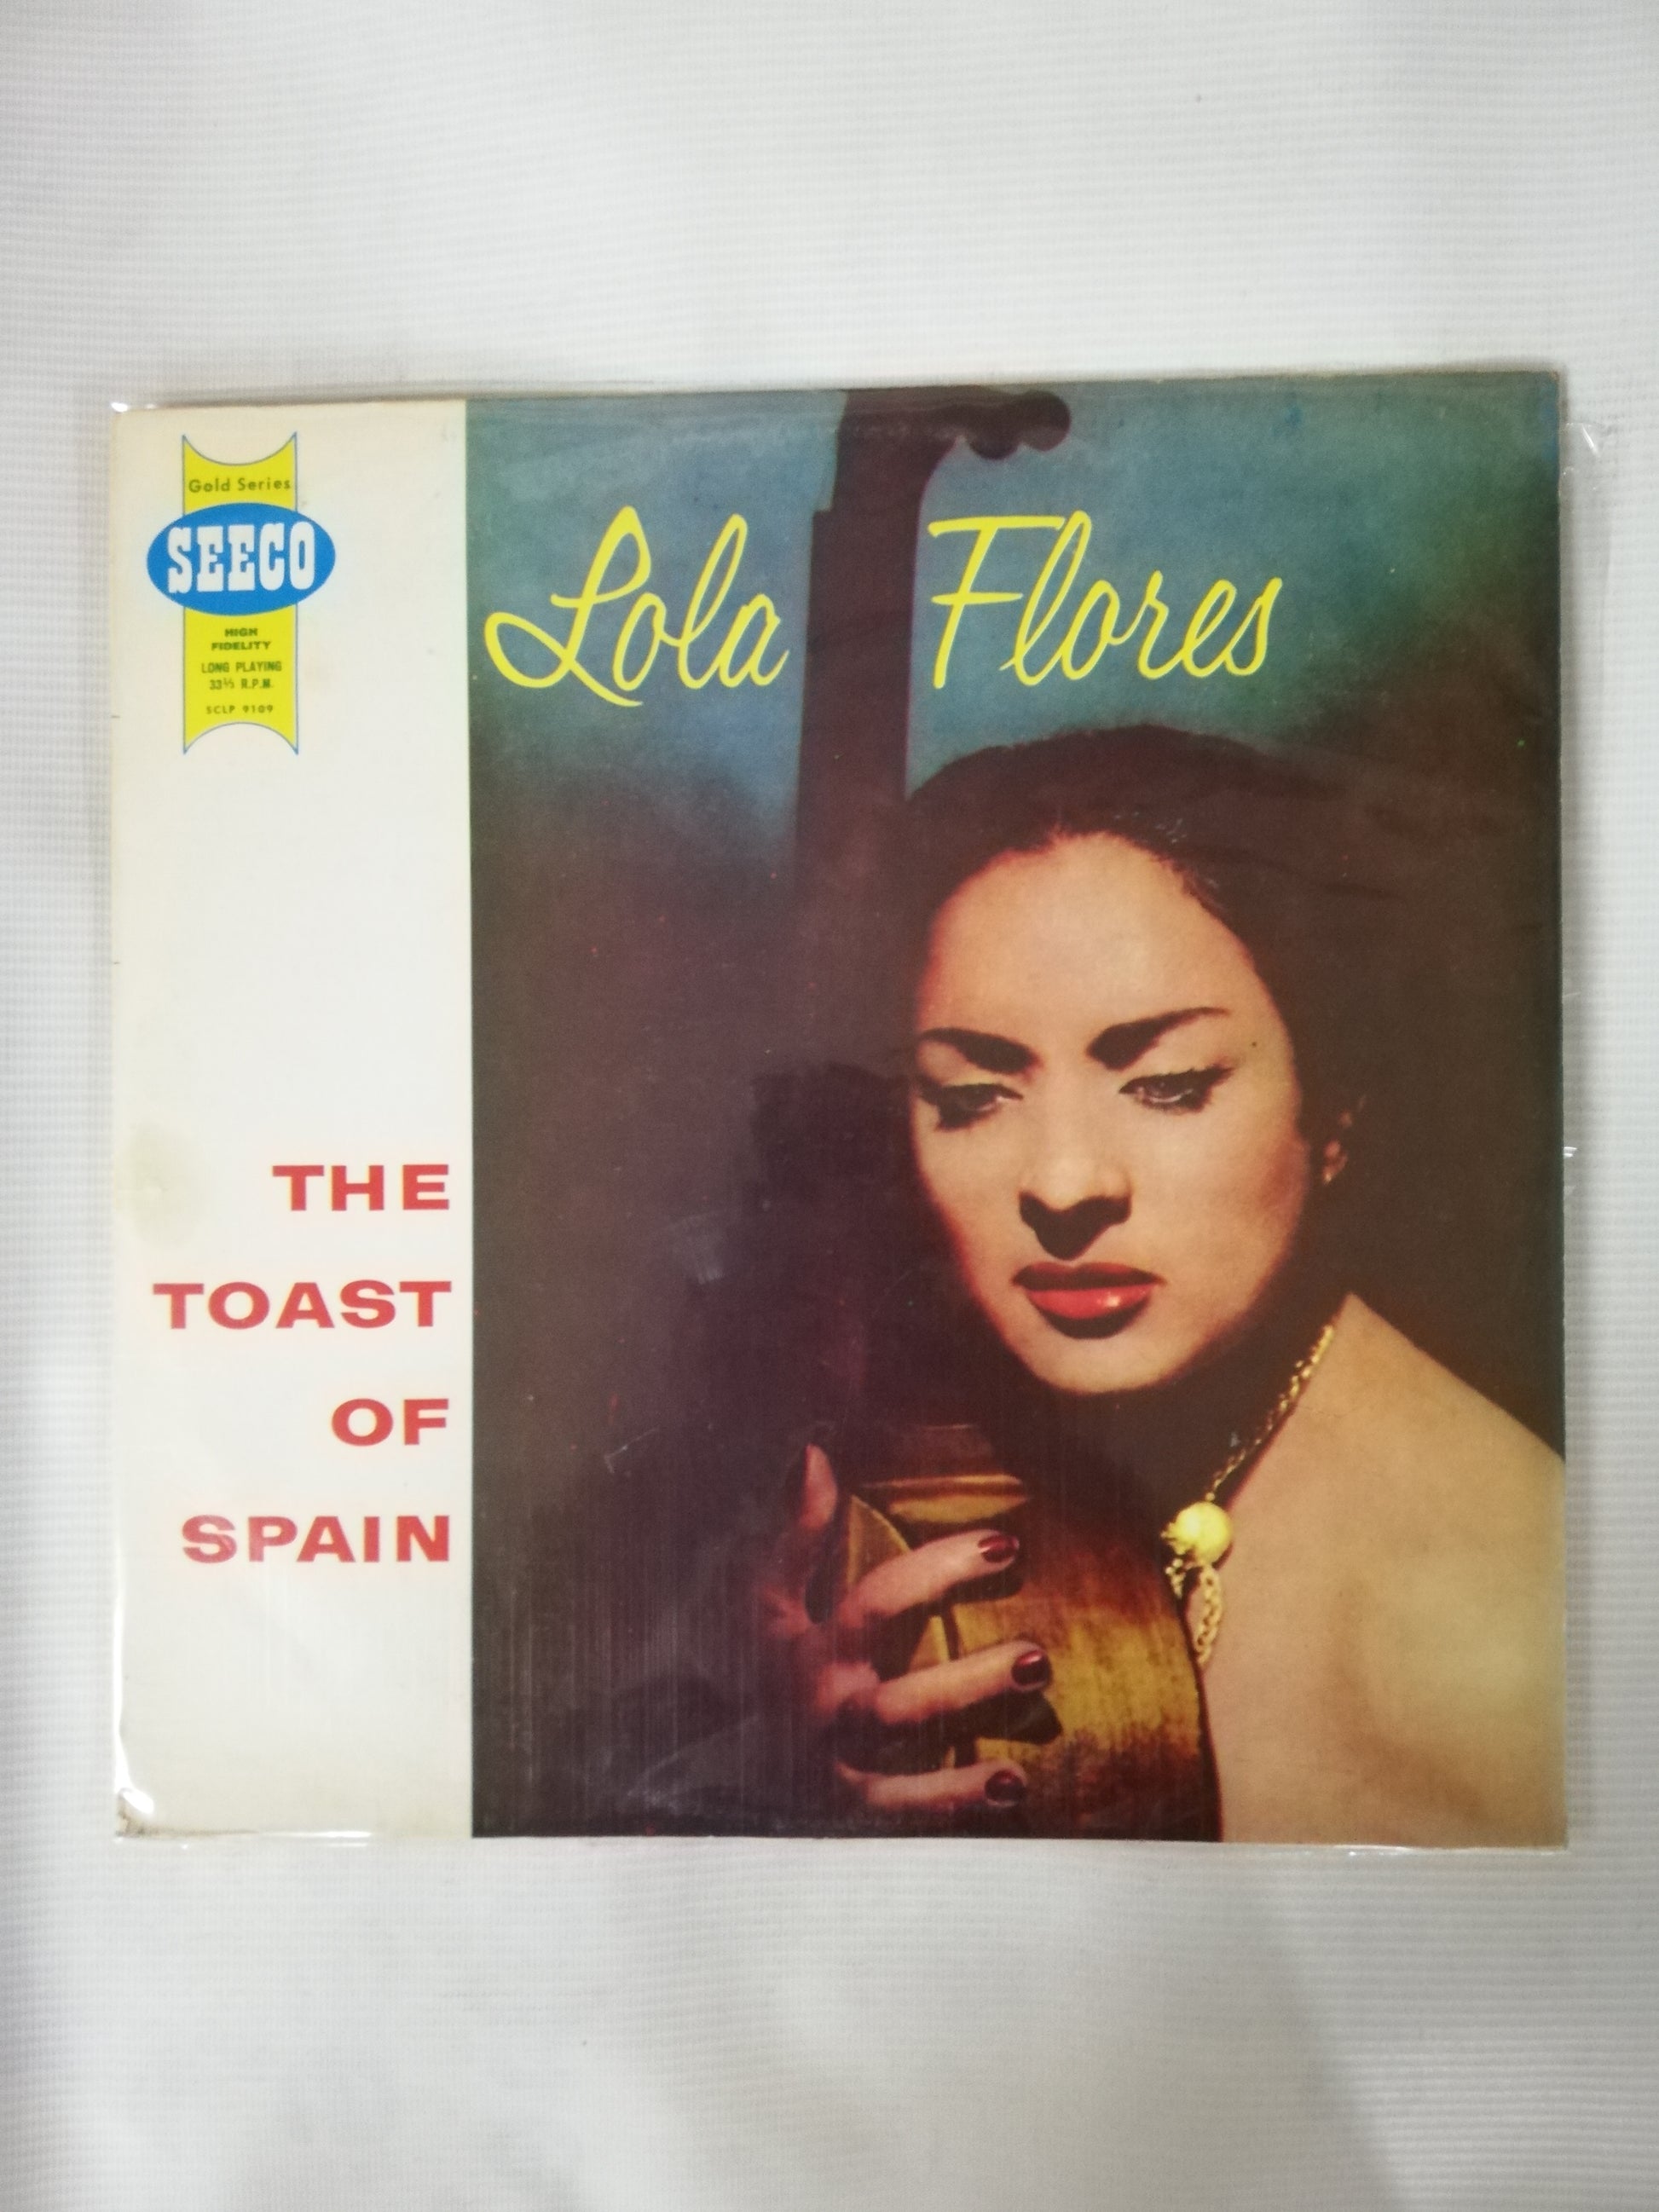 Gold Series
SEECO
HIGH
FIDELITY
LONG PLAYING
33⅓ R.P.M.
SCLP 9109
Lola Flores
THE
TOAST
OF
SPAIN